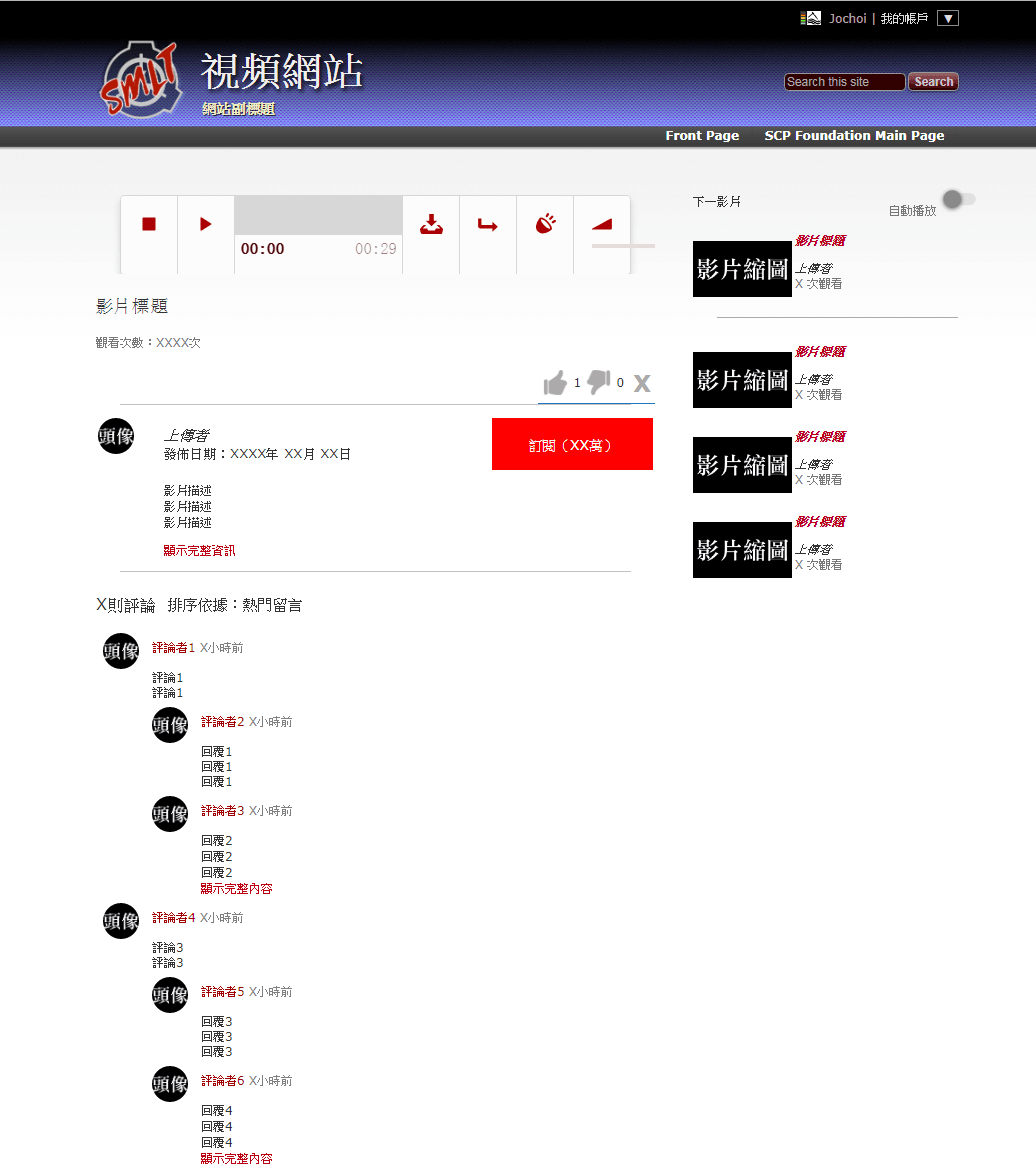 Jochoi | 我的帳戶 ▼
SMLT
視頻網站
網站副標題
Search this site Search
Front Page SCP Foundation Main Page
00:00 00:29
影片標題
觀看次數：XXXX次
1 0 X
頭像
上傳者
發佈日期：XXXX年 XX月 XX日
訂閱（XX萬）
影片描述
影片描述
影片描述
顯示完整資訊
X則評論 排序依據：熱門留言
頭像
評論者1 X小時前
評論1
評論1
頭像
評論者2 X小時前
回覆1
回覆1
回覆1
頭像
評論者3 X小時前
回覆2
回覆2
回覆2
顯示完整內容
頭像
評論者4 X小時前
評論3
評論3
頭像
評論者5 X小時前
回覆3
回覆3
回覆3
頭像
評論者6 X小時前
回覆4
回覆4
回覆4
顯示完整內容
下一影片
自動播放
影片縮圖
影片標題
上傳者
X 次觀看
影片縮圖
影片標題
上傳者
X 次觀看
影片縮圖
影片標題
上傳者
X 次觀看
影片縮圖
影片標題
上傳者
X 次觀看